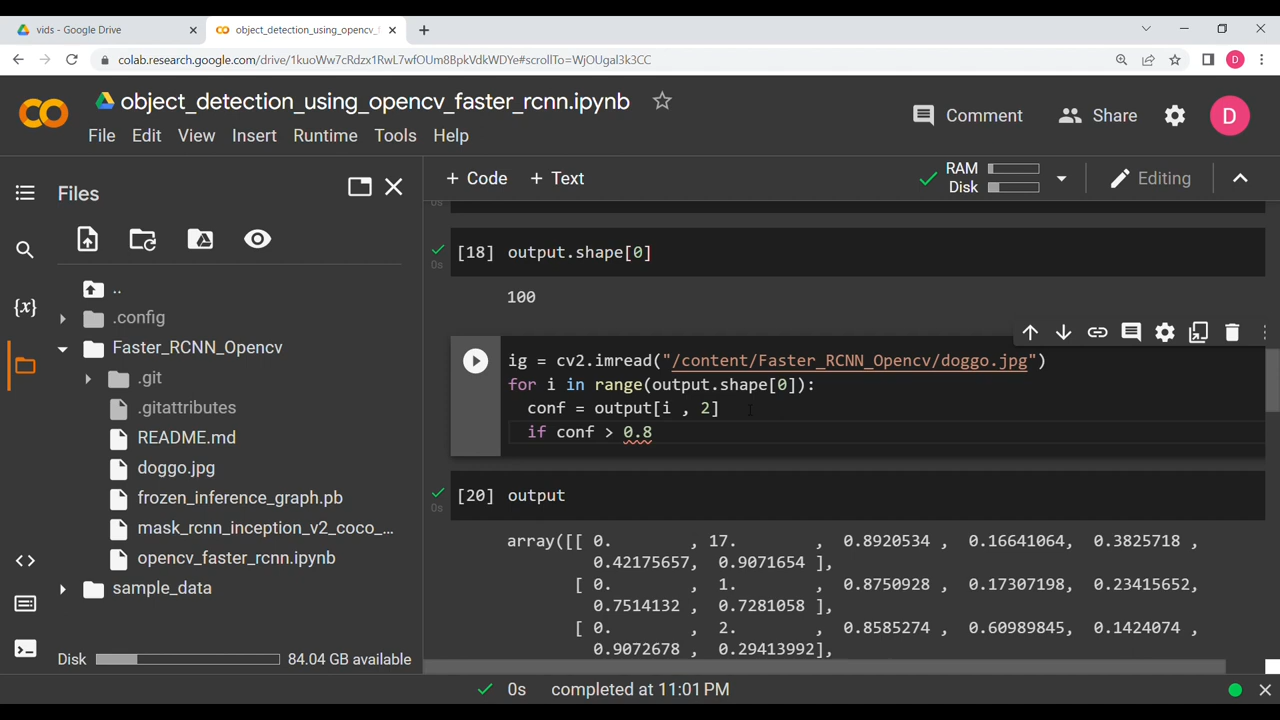 vids - Google Drive
object_detection_using_opencv_f
colab.research.google.com/drive/1kuoWw7cRdzx1RwL7wfOUm8BpkVdkWDTq#scrollTo=WjOUgal3k3CC
object_detection_using_opencv_faster_rcnn.ipynb
File Edit View Insert Runtime Tools Help
Comment Share D
Files
+ Code + Text
RAM
Disk
Editing
..
.config
Faster_RCNN_Opencv
.git
.gitattributes
README.md
doggo.jpg
frozen_inference_graph.pb
mask_rcnn_inception_v2_coco_...
opencv_faster_rcnn.ipynb
sample_data
Disk 84.04 GB available
0s
[18] output.shape[0]
0s
100
ig = cv2.imread("/content/Faster_RCNN_Opencv/doggo.jpg")
for i in range(output.shape[0]):
conf = output[i , 2]
if conf > 0.8
[20] output
0s
array([[ 0. , 17. , 0.8920534 , 0.16641064, 0.3825718 ,
0.42175657, 0.9071654 ],
[ 0. , 1. , 0.8750928 , 0.17307198, 0.23415652,
0.7514132 , 0.7281058 ],
[ 0. , 2. , 0.8585274 , 0.60989845, 0.1424074 ,
0.9072678 , 0.29413992],
0s completed at 11:01 PM